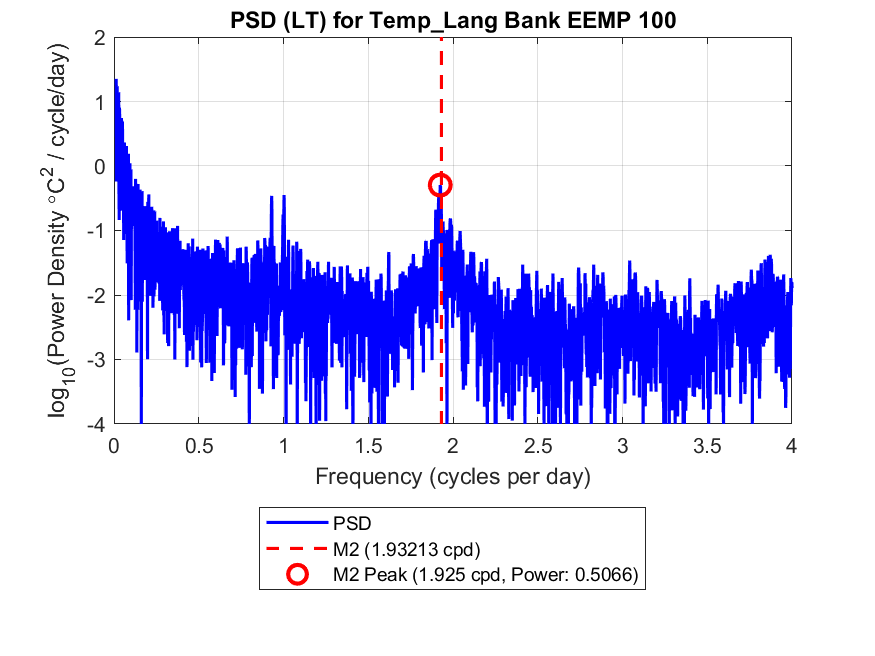 PSD (LT) for Temp_Lang Bank EEMP 100
log10(Power Density °C2 / cycle/day)
2
1
0
-1
-2
-3
-4
0 0.5 1 1.5 2 2.5 3 3.5 4
Frequency (cycles per day)
PSD
M2 (1.93213 cpd)
M2 Peak (1.925 cpd, Power: 0.5066)